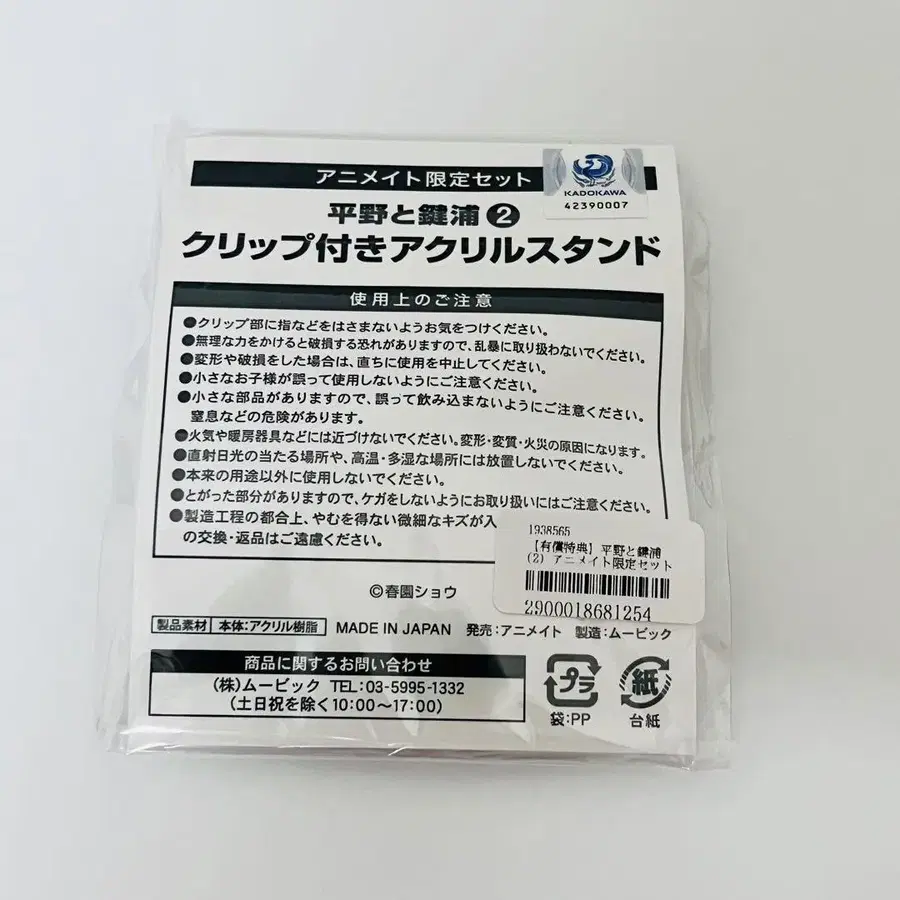 アニメイト限定セット
KADOKAWA
42390007
平野と鍵浦②
クリップ付きアクリルスタンド
使用上のご注意
●クリップ部に指などをはさまないようお気をつけください。
●無理な力をかけると破損する恐れがありますので、乱暴に取り扱わないでください。
●変形や破損をした場合は、直ちに使用を中止してください。
●小さなお子様が誤って使用しないようにご注意ください。
●小さな部品がありますので、誤って飲み込まないようにご注意ください。
窒息などの危険があります。
●火気や暖房器具などには近づけないでください。変形・変質・火災の原因になります。
●直射日光の当たる場所や、高温・多湿な場所には放置しないでください。
●本来の用途以外に使用しないでください。
●とがった部分がありますので、ケガをしないようにお取り扱いにはご注意ください。
●製造工程の都合上、やむを得ない微細なキズが入
の交換・返品はご遠慮ください。
1938565
【有償特典】平野と鍵浦
(2) アニメイト限定セット
2900018681254
©春園ショウ
製品素材 本体:アクリル樹脂 MADE IN JAPAN 発売:アニメイト 製造:ムービック
商品に関するお問い合わせ
(株)ムービック TEL:03-5995-1332
(土日祝を除く10:00〜17:00)
プラ
袋:PP
紙
台紙